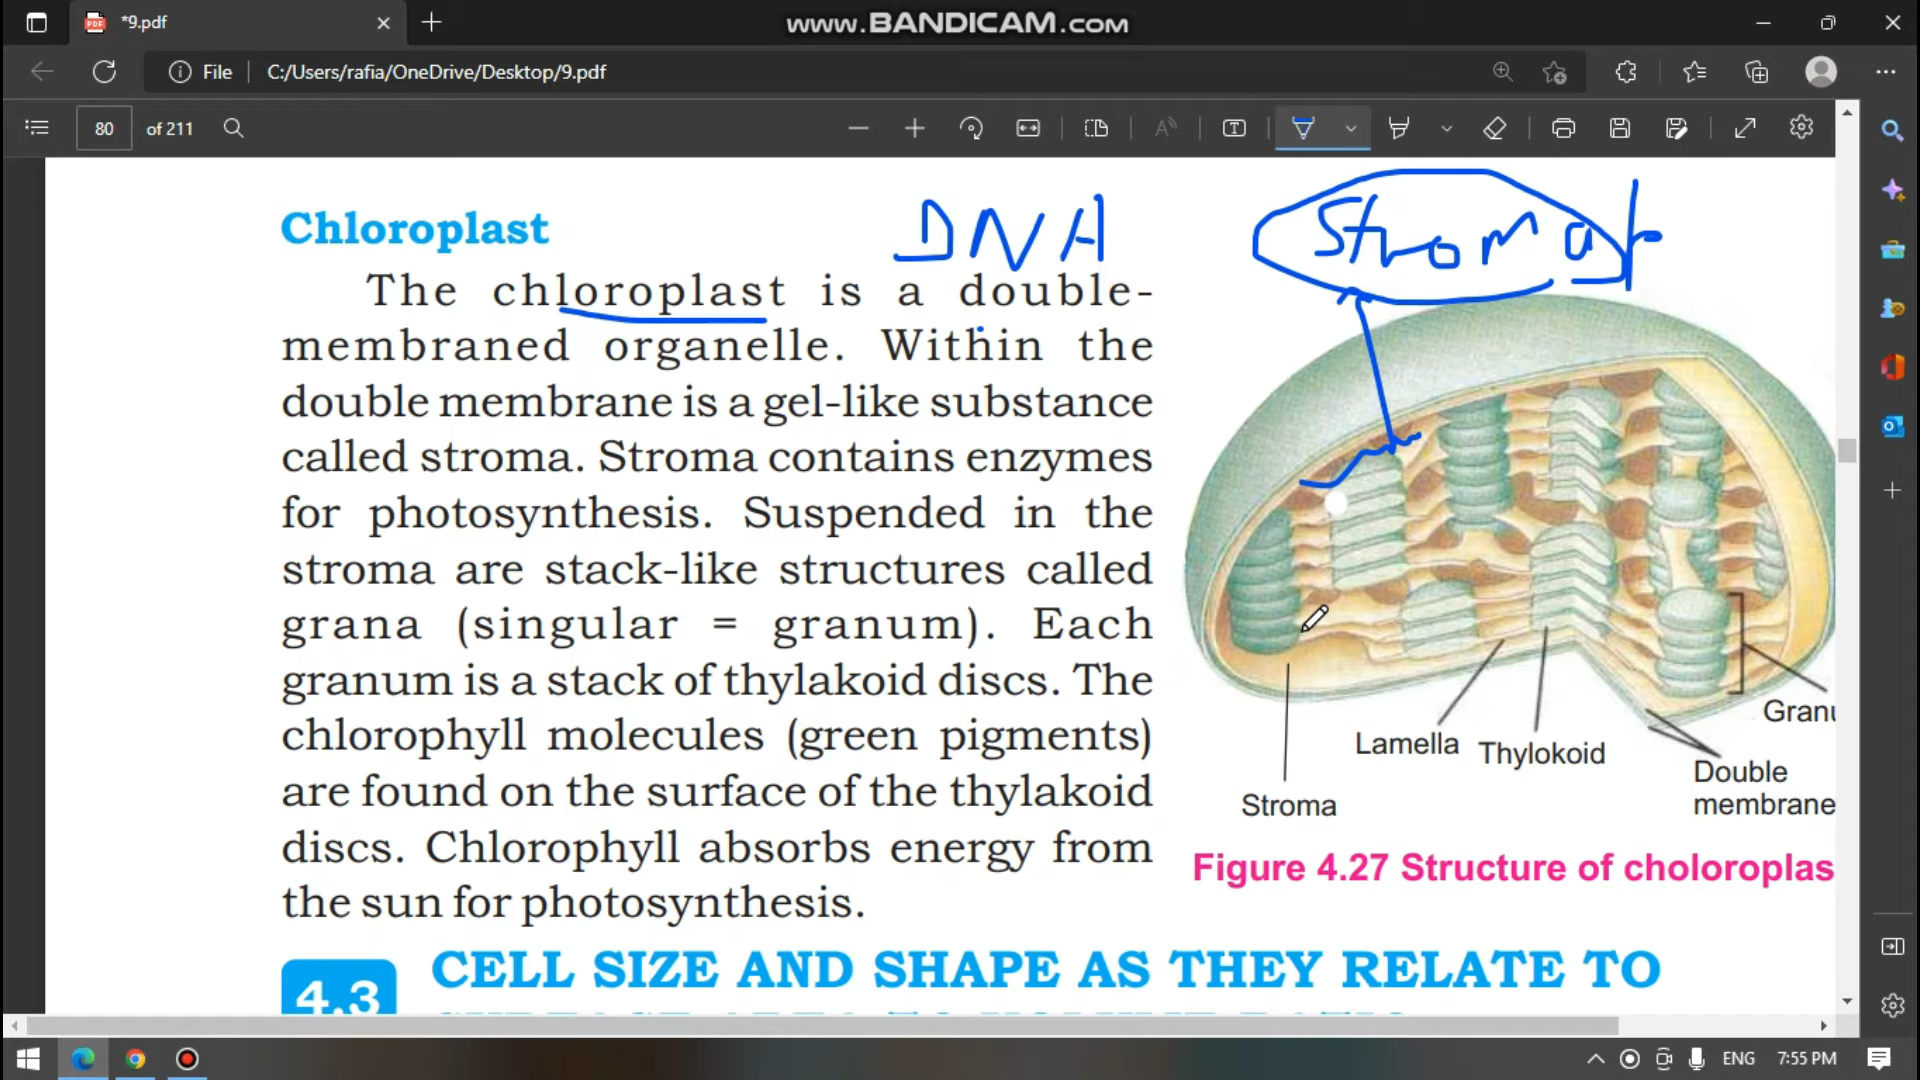 *9.pdf
www.BANDICAM.com
File
C:/Users/rafia/OneDrive/Desktop/9.pdf
80 of 211
Chloroplast
DNA
Stroma
The chloroplast is a double-
membraned organelle. Within the
double membrane is a gel-like substance
called stroma. Stroma contains enzymes
for photosynthesis. Suspended in the
stroma are stack-like structures called
grana (singular = granum). Each
granum is a stack of thylakoid discs. The
chlorophyll molecules (green pigments)
are found on the surface of the thylakoid
discs. Chlorophyll absorbs energy from
the sun for photosynthesis.
Granu
Lamella
Thylokoid
Double
membrane
Stroma
Figure 4.27 Structure of choloroplas
4.3 CELL SIZE AND SHAPE AS THEY RELATE TO
ENG 7:55 PM